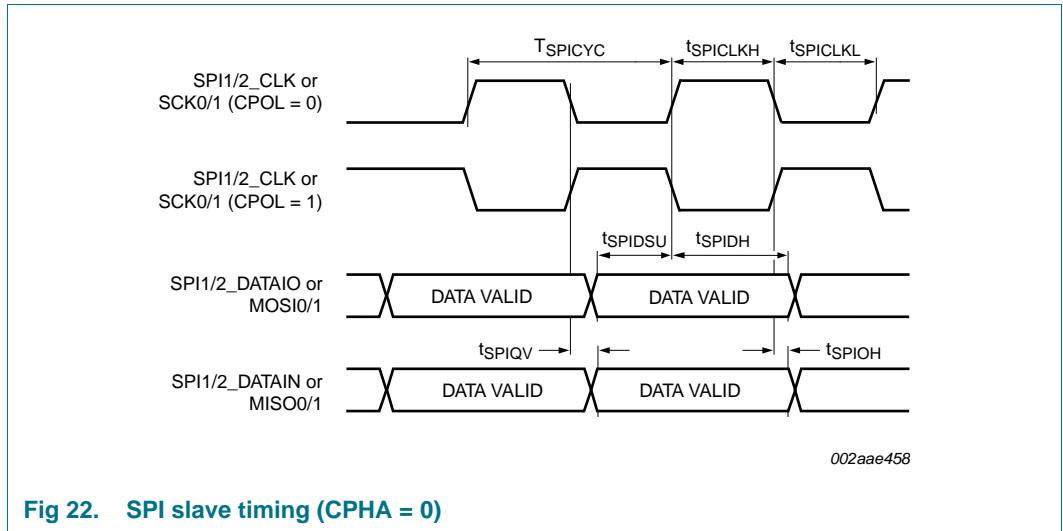 TSPICYC tSPICLKH tSPICLKL
SPI1/2_CLK or
SCK0/1 (CPOL = 0)
SPI1/2_CLK or
SCK0/1 (CPOL = 1)
tSPIDSU tSPIDH
SPI1/2_DATAIO or
MOSI0/1
DATA VALID DATA VALID
tSPIQV tSPIOH
SPI1/2_DATAIN or
MISO0/1
DATA VALID DATA VALID
002aae458
Fig 22. SPI slave timing (CPHA = 0)